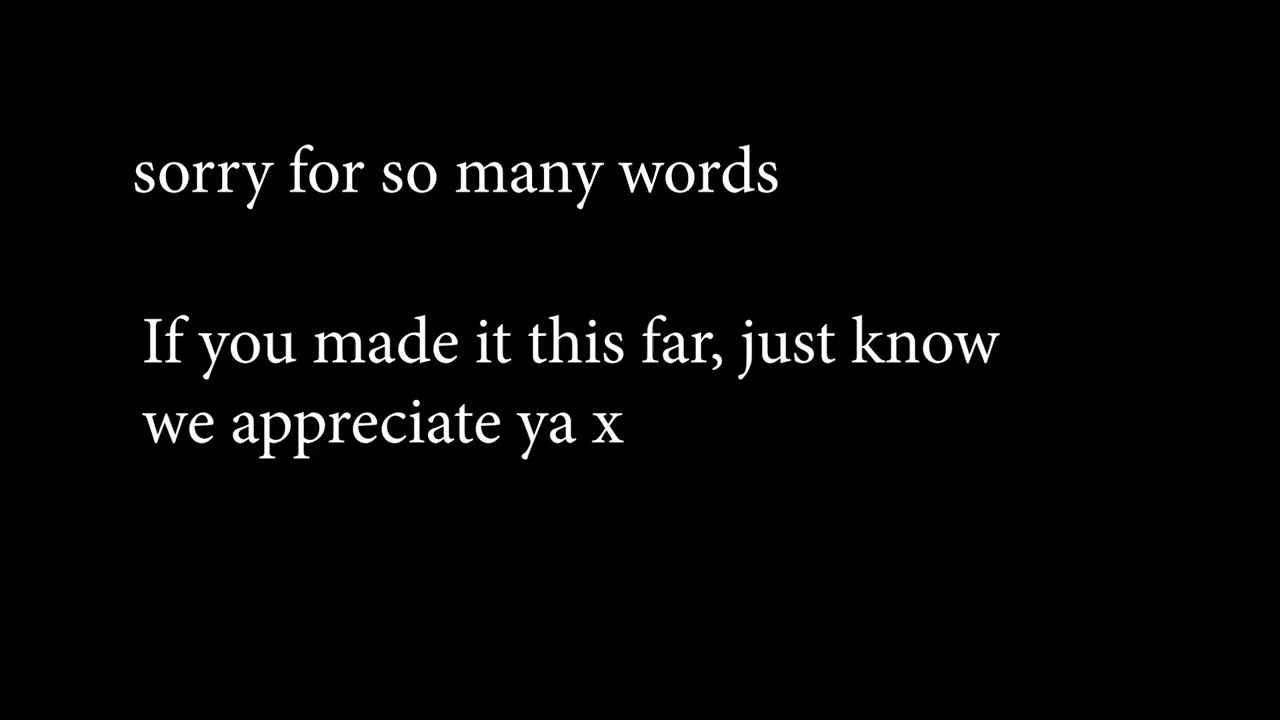 sorry for so many words
If you made it this far, just know
we appreciate ya x